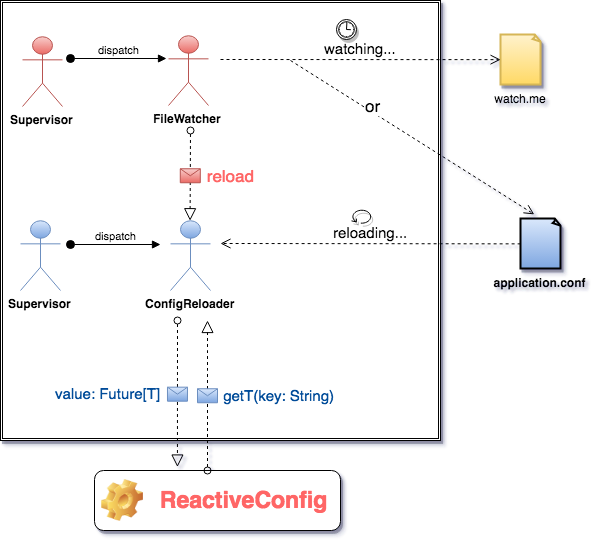 dispatch
watching...
Supervisor
FileWatcher
watch.me
or
reload
reloading...
dispatch
Supervisor
ConfigReloader
application.conf
value: Future[T]
getT(key: String)
ReactiveConfig